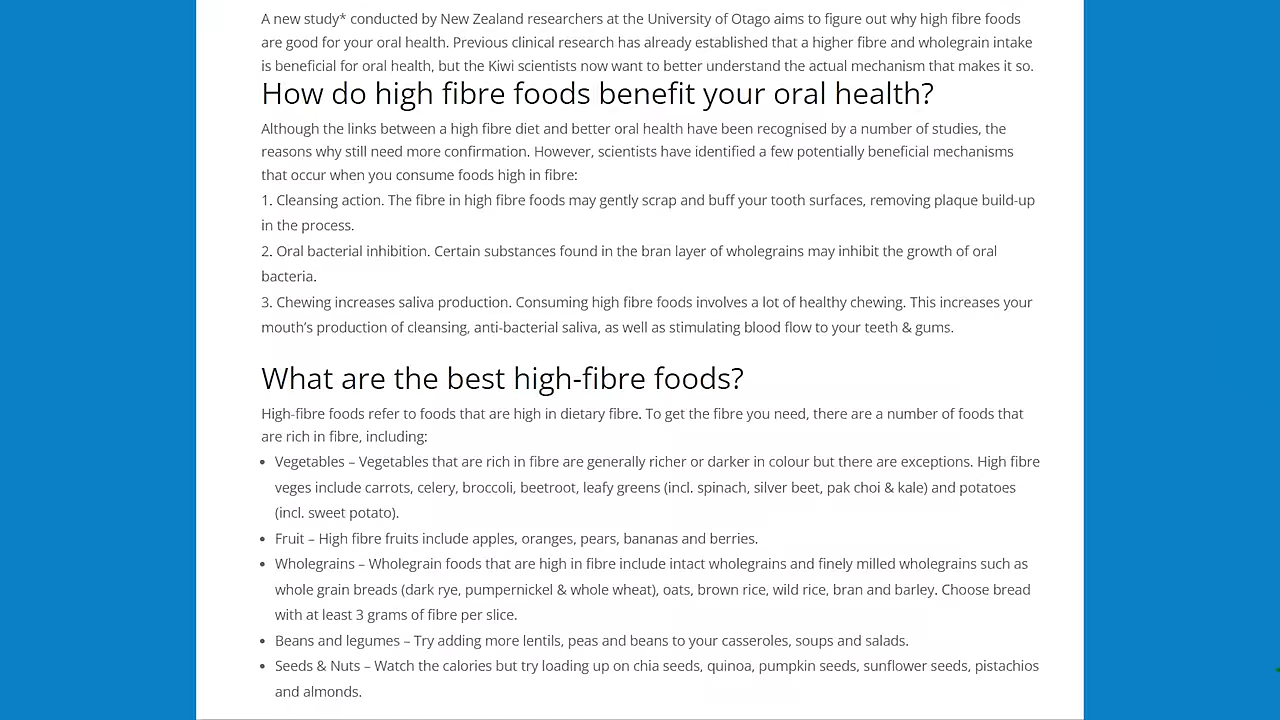 A new study* conducted by New Zealand researchers at the University of Otago aims to figure out why high fibre foods
are good for your oral health. Previous clinical research has already established that a higher fibre and wholegrain intake
is beneficial for oral health, but the Kiwi scientists now want to better understand the actual mechanism that makes it so.
How do high fibre foods benefit your oral health?
Although the links between a high fibre diet and better oral health have been recognised by a number of studies, the
reasons why still need more confirmation. However, scientists have identified a few potentially beneficial mechanisms
that occur when you consume foods high in fibre:
1. Cleansing action. The fibre in high fibre foods may gently scrap and buff your tooth surfaces, removing plaque build-up
in the process.
2. Oral bacterial inhibition. Certain substances found in the bran layer of wholegrains may inhibit the growth of oral
bacteria.
3. Chewing increases saliva production. Consuming high fibre foods involves a lot of healthy chewing. This increases your
mouth’s production of cleansing, anti-bacterial saliva, as well as stimulating blood flow to your teeth & gums.
What are the best high-fibre foods?
High-fibre foods refer to foods that are high in dietary fibre. To get the fibre you need, there are a number of foods that
are rich in fibre, including:
• Vegetables – Vegetables that are rich in fibre are generally richer or darker in colour but there are exceptions. High fibre
veges include carrots, celery, broccoli, beetroot, leafy greens (incl. spinach, silver beet, pak choi & kale) and potatoes
(incl. sweet potato).
• Fruit – High fibre fruits include apples, oranges, pears, bananas and berries.
• Wholegrains – Wholegrain foods that are high in fibre include intact wholegrains and finely milled wholegrains such as
whole grain breads (dark rye, pumpernickel & whole wheat), oats, brown rice, wild rice, bran and barley. Choose bread
with at least 3 grams of fibre per slice.
• Beans and legumes – Try adding more lentils, peas and beans to your casseroles, soups and salads.
• Seeds & Nuts – Watch the calories but try loading up on chia seeds, quinoa, pumpkin seeds, sunflower seeds, pistachios
and almonds.